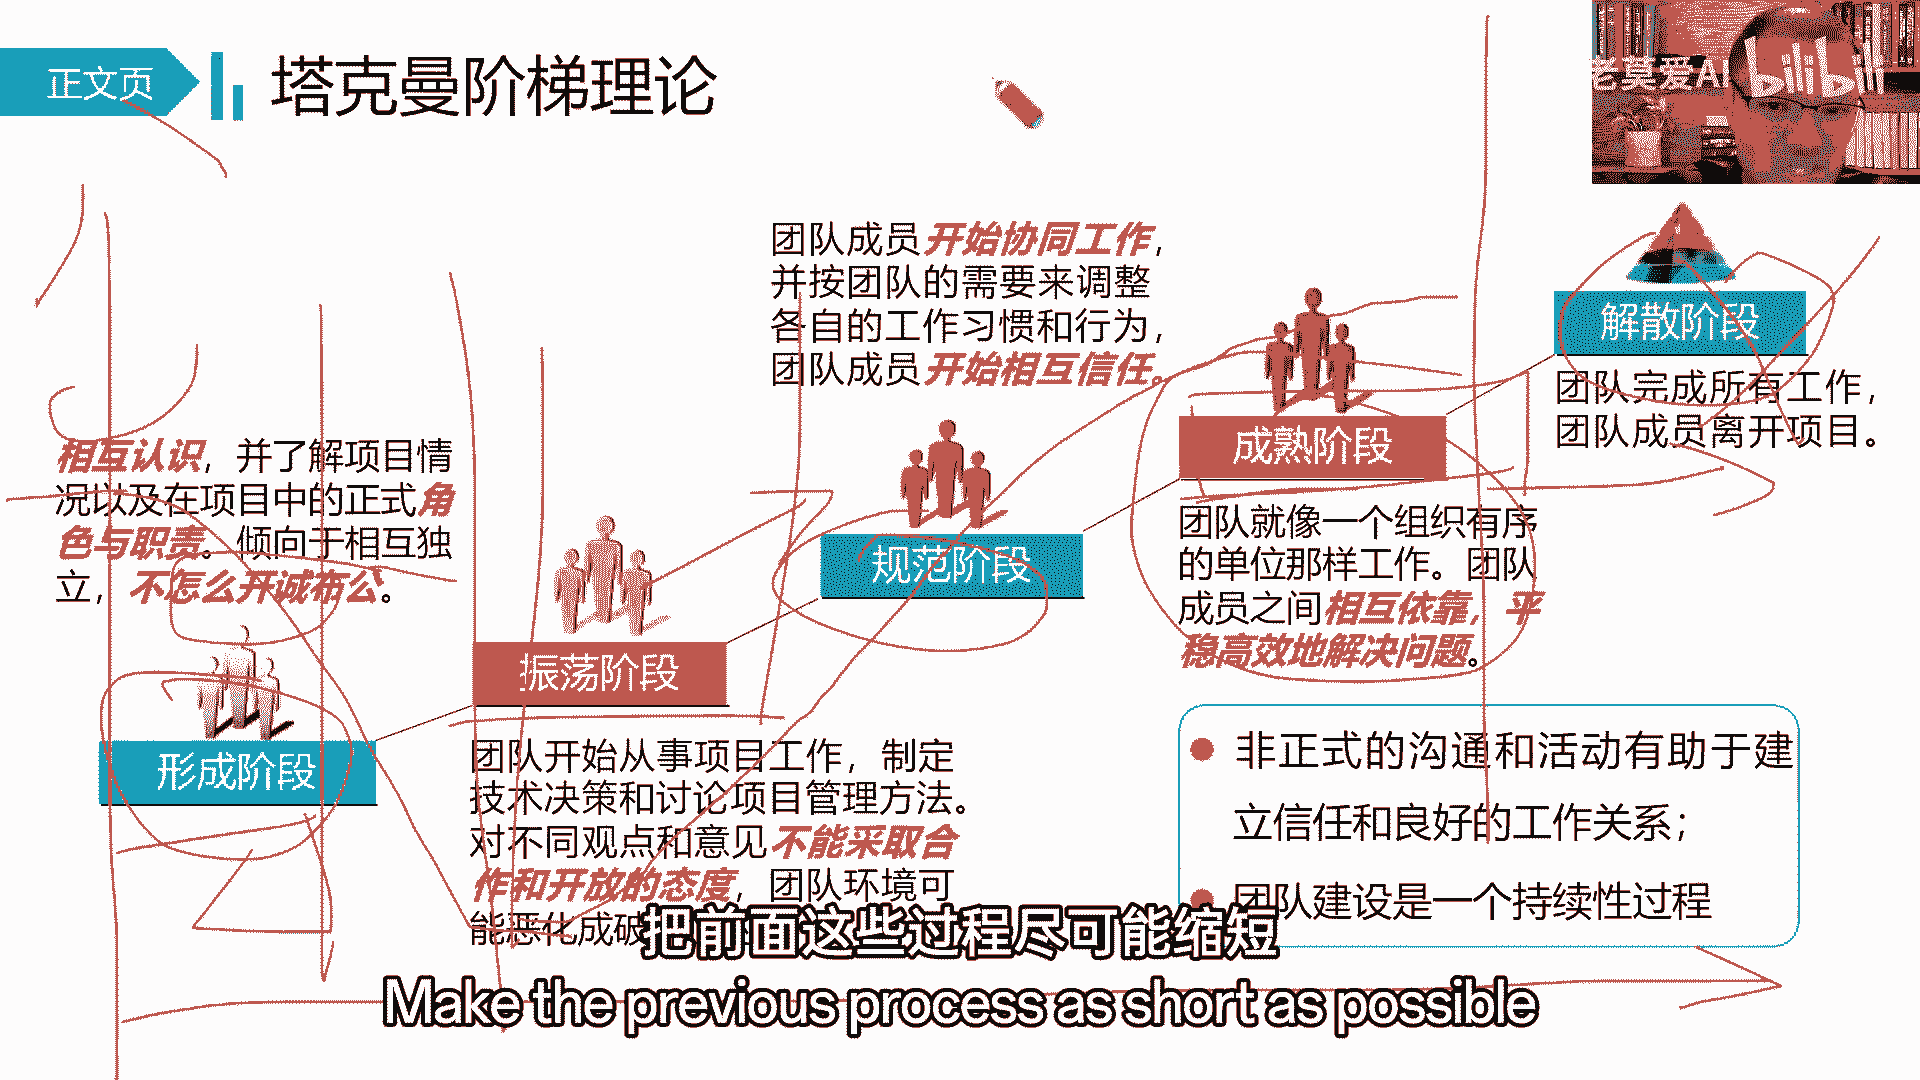 正文页
塔克曼阶梯理论
老莫爱AI
bilibili
团队成员开始协同工作，
并按团队的需要来调整
各自的工作习惯和行为，
团队成员开始相互信任。
解散阶段
团队完成所有工作，
团队成员离开项目。
成熟阶段
团队就像一个组织有序
的单位那样工作。团队
成员之间相互依靠，平
稳高效地解决问题。
相互认识，并了解项目情
况以及在项目中的正式角
色与职责。倾向于相互独
立，不怎么开诚布公。
规范阶段
振荡阶段
形成阶段
团队开始从事项目工作，制定
技术决策和讨论项目管理方法。
对不同观点和意见不能采取合
作和开放的态度，团队环境可
能恶化成破
非正式的沟通和活动有助于建
立信任和良好的工作关系；
团队建设是一个持续性过程
把前面这些过程尽可能缩短
Make the previous process as short as possible